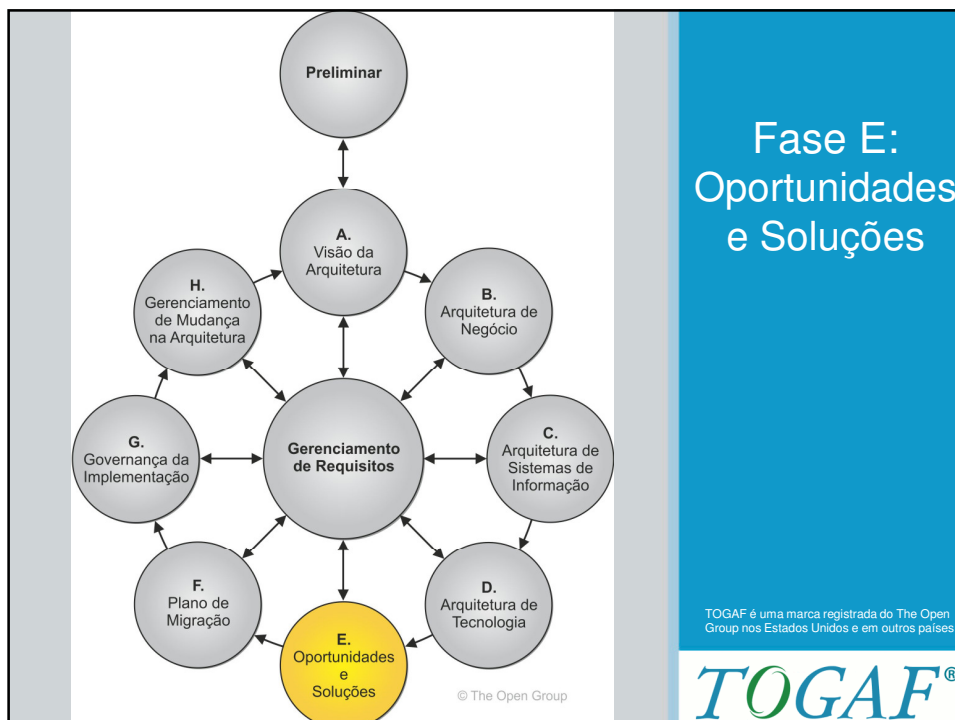 Preliminar
A.
Visão da
Arquitetura
B.
Arquitetura de
Negócio
H.
Gerenciamento
de Mudança
na Arquitetura
Gerenciamento
de Requisitos
C.
Arquitetura de
Sistemas de
Informação
G.
Governança da
Implementação
F.
Plano de
Migração
D.
Arquitetura de
Tecnologia
E.
Oportunidades
e
Soluções
© The Open Group
Fase E:
Oportunidades
e Soluções
TOGAF é uma marca registrada do The Open
Group nos Estados Unidos e em outros países
TOGAF®